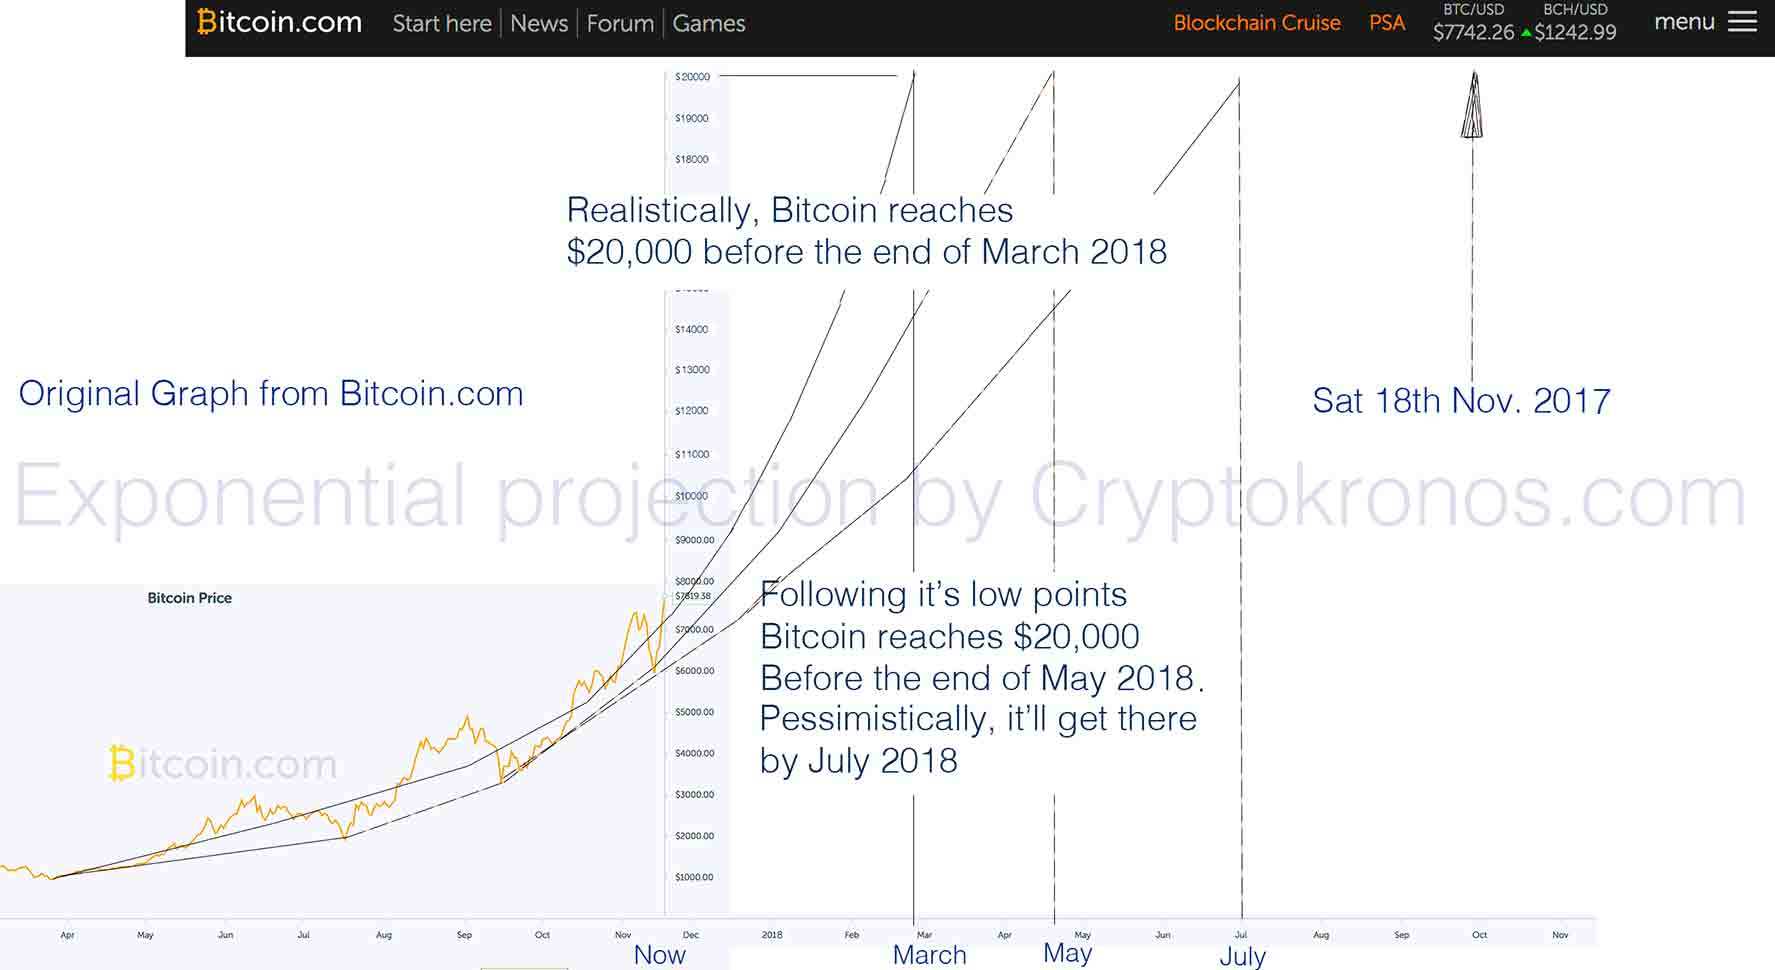 Bitcoin.com
Start here
News
Forum
Games
Blockchain Cruise
PSA
BTC/USD
$7742.26
BCH/USD
$1242.99
menu
$20000
$19000
$18000
Realistically, Bitcoin reaches
$20,000 before the end of March 2018
$14000
$13000
$12000
$11000
$10000
$9000.00
$8000.00
$7819.38
$7000.00
$6000.00
$5000.00
$4000.00
$3000.00
$2000.00
$1000.00
Original Graph from Bitcoin.com
Sat 18th Nov. 2017
Exponential projection by Cryptokronos.com
Bitcoin Price
Following it's low points
Bitcoin reaches $20,000
Before the end of May 2018.
Pessimistically, it'll get there
by July 2018
Bitcoin.com
Apr May Jun Jul Aug Sep Oct Nov Dec 2018 Feb Mar Apr May Jun Jul Aug Sep Oct Nov
Now March May July